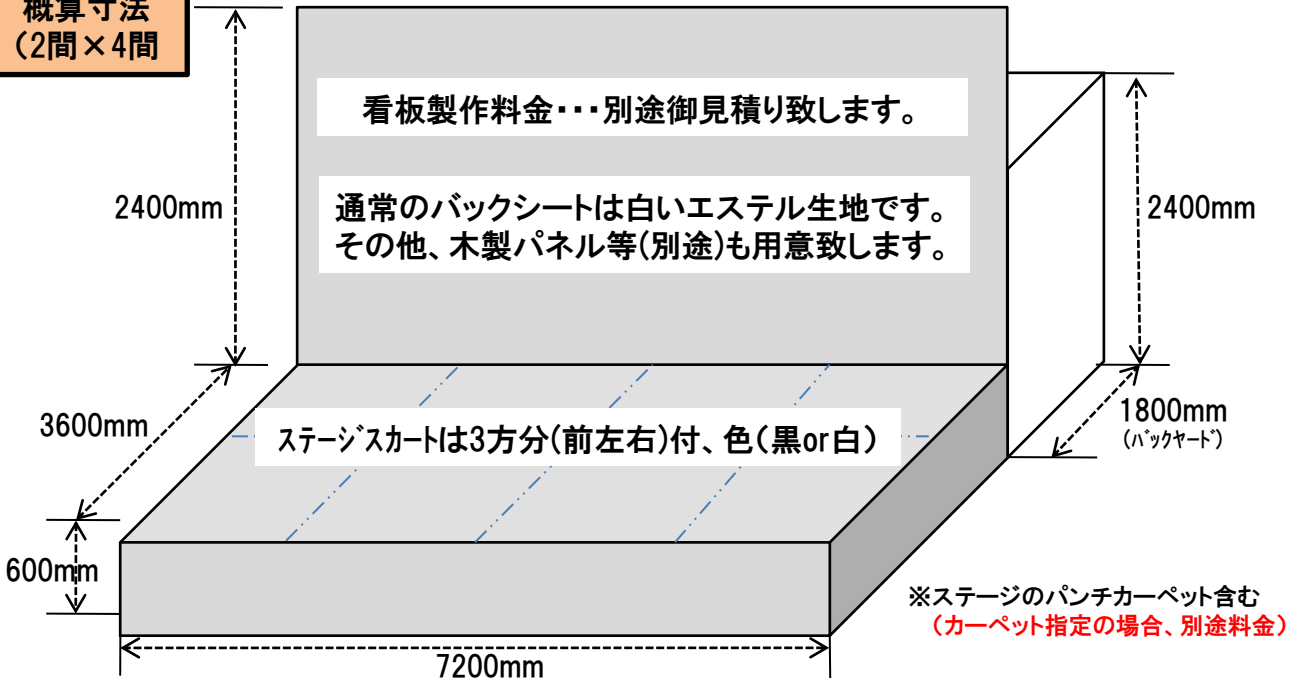 概算寸法
(2間×4間
看板製作料金・・・別途御見積り致します。
通常のバックシートは白いエステル生地です。
その他、木製パネル等(別途)も用意致します。
2400mm
2400mm
3600mm
1800mm
(ﾊﾞｯｸﾔｰﾄﾞ)
ｽﾃｰｼﾞｽｶｰﾄは3方分(前左右)付、色(黒or白)
600mm
※ステージのパンチカーペット含む
(カーペット指定の場合、別途料金)
7200mm